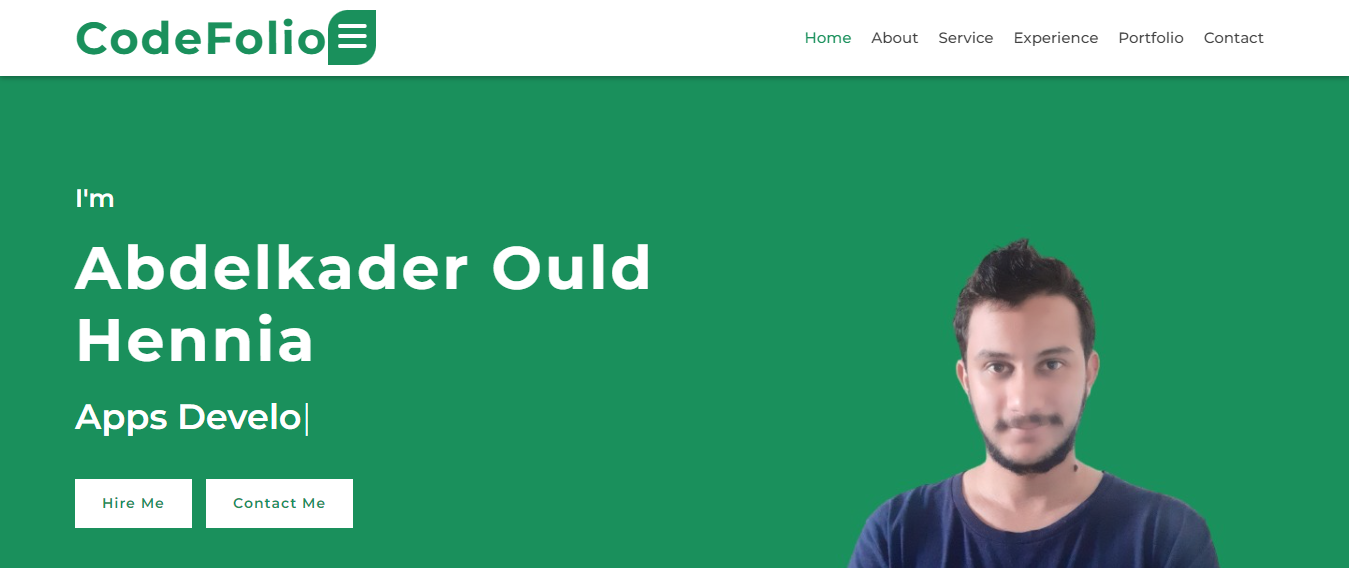 CodeFolio
Home About Service Experience Portfolio Contact
I'm
Abdelkader Ould
Hennia
Apps Develo
Hire Me Contact Me